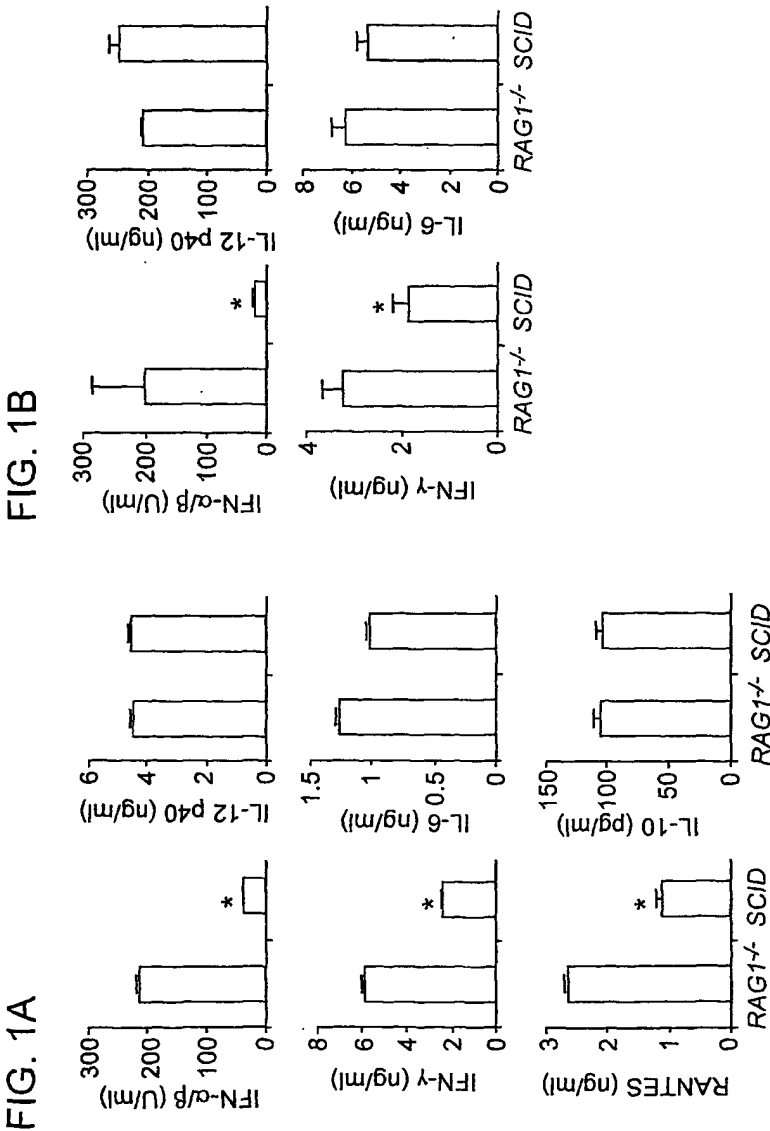 FIG. 1A
300
200
100
0
IFN-α/β (U/ml)
*
6
4
2
0
IL-12 p40 (ng/ml)
8
6
4
2
0
IFN-γ (ng/ml)
*
1.5
1
0.5
0
IL-6 (ng/ml)
3
2
1
0
RANTES (ng/ml)
*
RAG1-/- SCID
150
100
50
0
IL-10 (pg/ml)
RAG1-/- SCID
FIG. 1B
300
200
100
0
IFN-α/β (U/ml)
*
300
200
100
0
IL-12 p40 (ng/ml)
4
2
0
IFN-γ (ng/ml)
*
RAG1-/- SCID
8
6
4
2
0
IL-6 (ng/ml)
RAG1-/- SCID